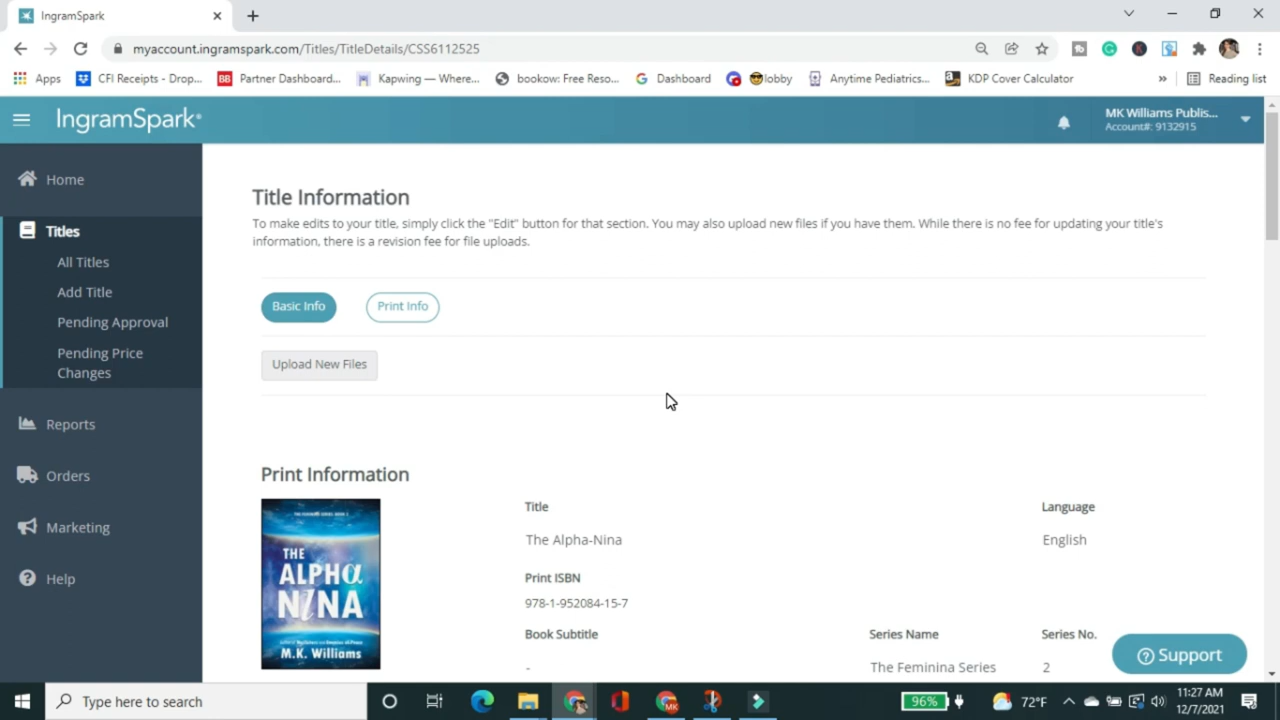 IngramSpark
myaccount.ingramspark.com/Titles/TitleDetails/CSS6112525
Apps
CFI Receipts - Drop...
BB
Partner Dashboard...
Kapwing — Where...
bookow: Free Reso...
Dashboard
lobby
Anytime Pediatrics...
KDP Cover Calculator
»
Reading list
IngramSpark®
MK Williams Publis...
Account#: 9132915
Home
Titles
All Titles
Add Title
Pending Approval
Pending Price
Changes
Reports
Orders
Marketing
Help
Title Information
To make edits to your title, simply click the "Edit" button for that section. You may also upload new files if you have them. While there is no fee for updating your title's
information, there is a revision fee for file uploads.
Basic Info
Print Info
Upload New Files
Print Information
THE
ALPHα
NINA
M.K. Williams
Title
Language
The Alpha-Nina
English
Print ISBN
978-1-952084-15-7
Book Subtitle
Series Name
Series No.
-
The Feminina Series
2
Support
Type here to search
MK
96%
72°F
11:27 AM
12/7/2021